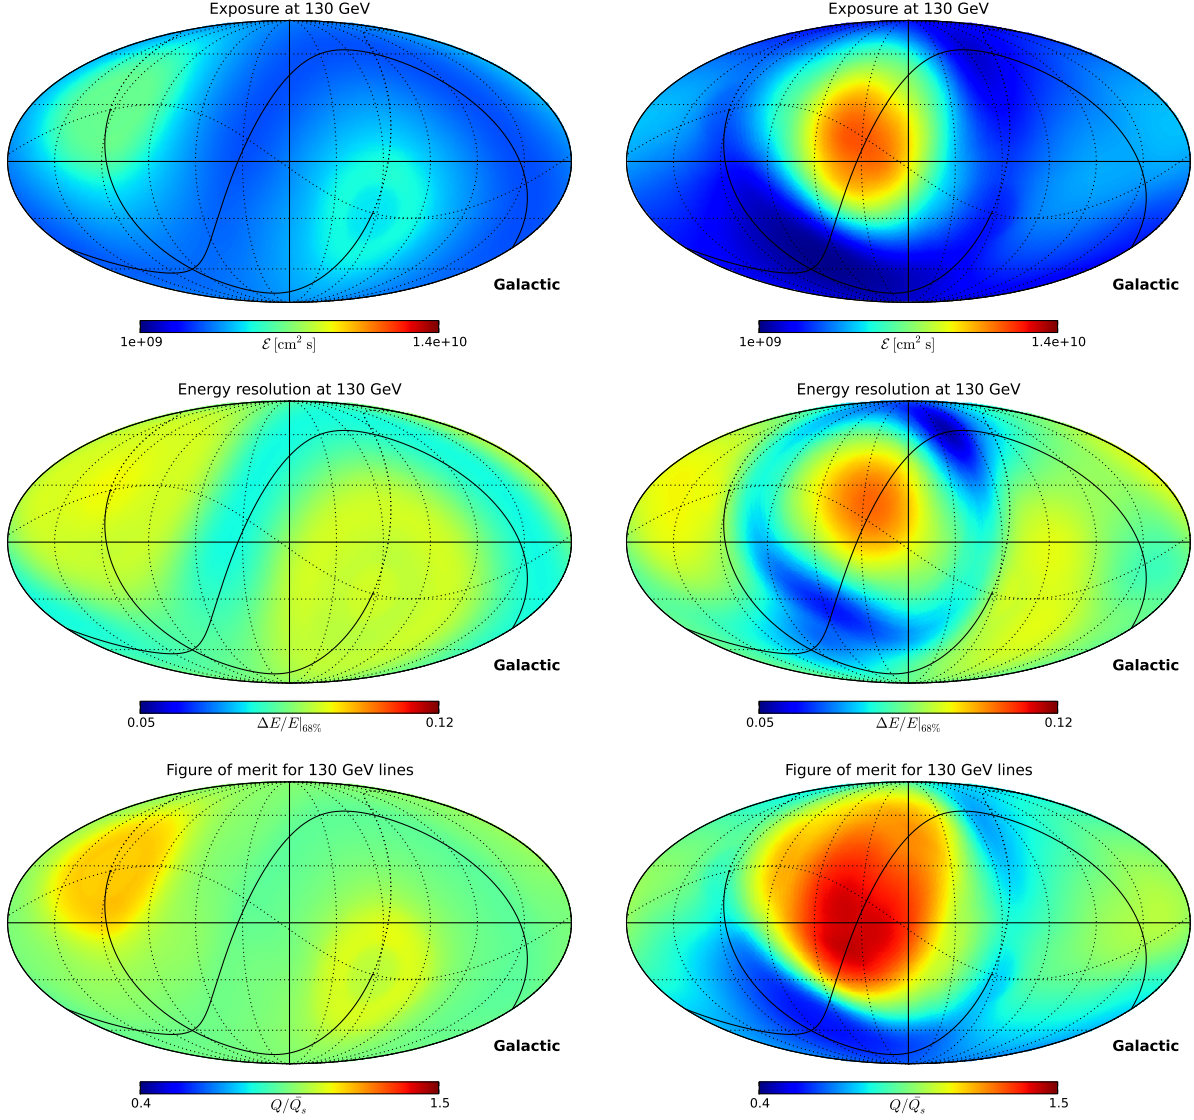 Exposure at 130 GeV
Exposure at 130 GeV
Galactic
Galactic
1e+09 ℰ [cm² s] 1.4e+10
1e+09 ℰ [cm² s] 1.4e+10
Energy resolution at 130 GeV
Energy resolution at 130 GeV
Galactic
Galactic
0.05 ΔE/E|₆₈% 0.12
0.05 ΔE/E|₆₈% 0.12
Figure of merit for 130 GeV lines
Figure of merit for 130 GeV lines
Galactic
Galactic
0.4 Q/Q̄ₛ 1.5
0.4 Q/Q̄ₛ 1.5